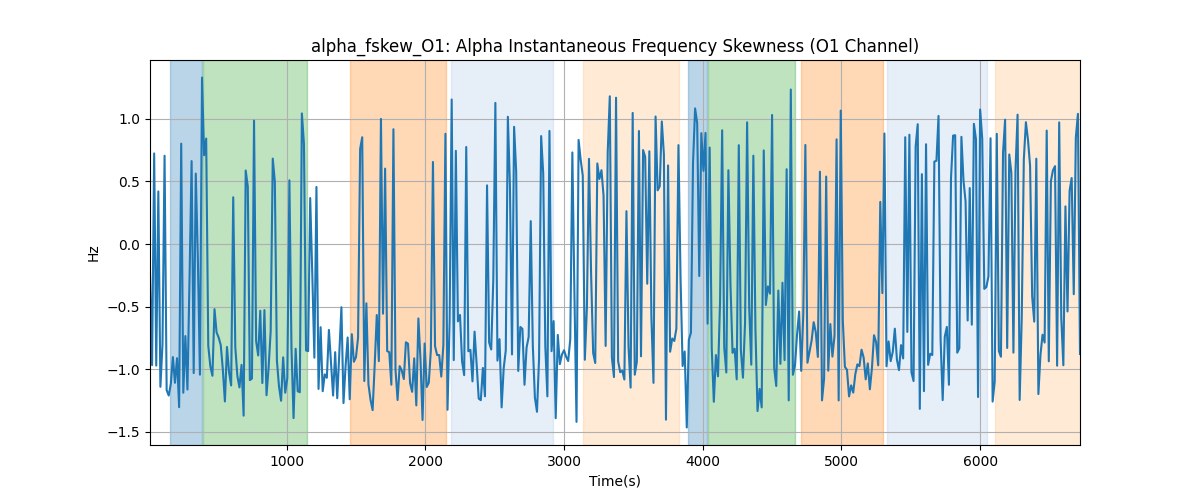 alpha_fskew_O1: Alpha Instantaneous Frequency Skewness (O1 Channel)
1.0
0.5
0.0
−0.5
−1.0
−1.5
Hz
1000 2000 3000 4000 5000 6000
Time(s)